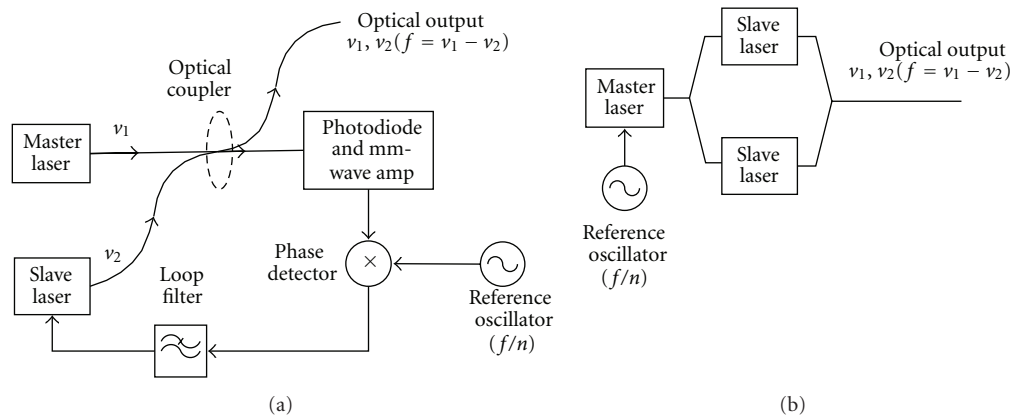 Optical output
ν1, ν2(f = ν1 − ν2)
Optical
coupler
Master
laser
ν1
Photodiode
and mm-
wave amp
ν2
Slave
laser
Loop
filter
Phase
detector
×
Reference
oscillator
(f/n)
(a)
Slave
laser
Optical output
ν1, ν2(f = ν1 − ν2)
Master
laser
Slave
laser
Reference
oscillator
(f/n)
(b)